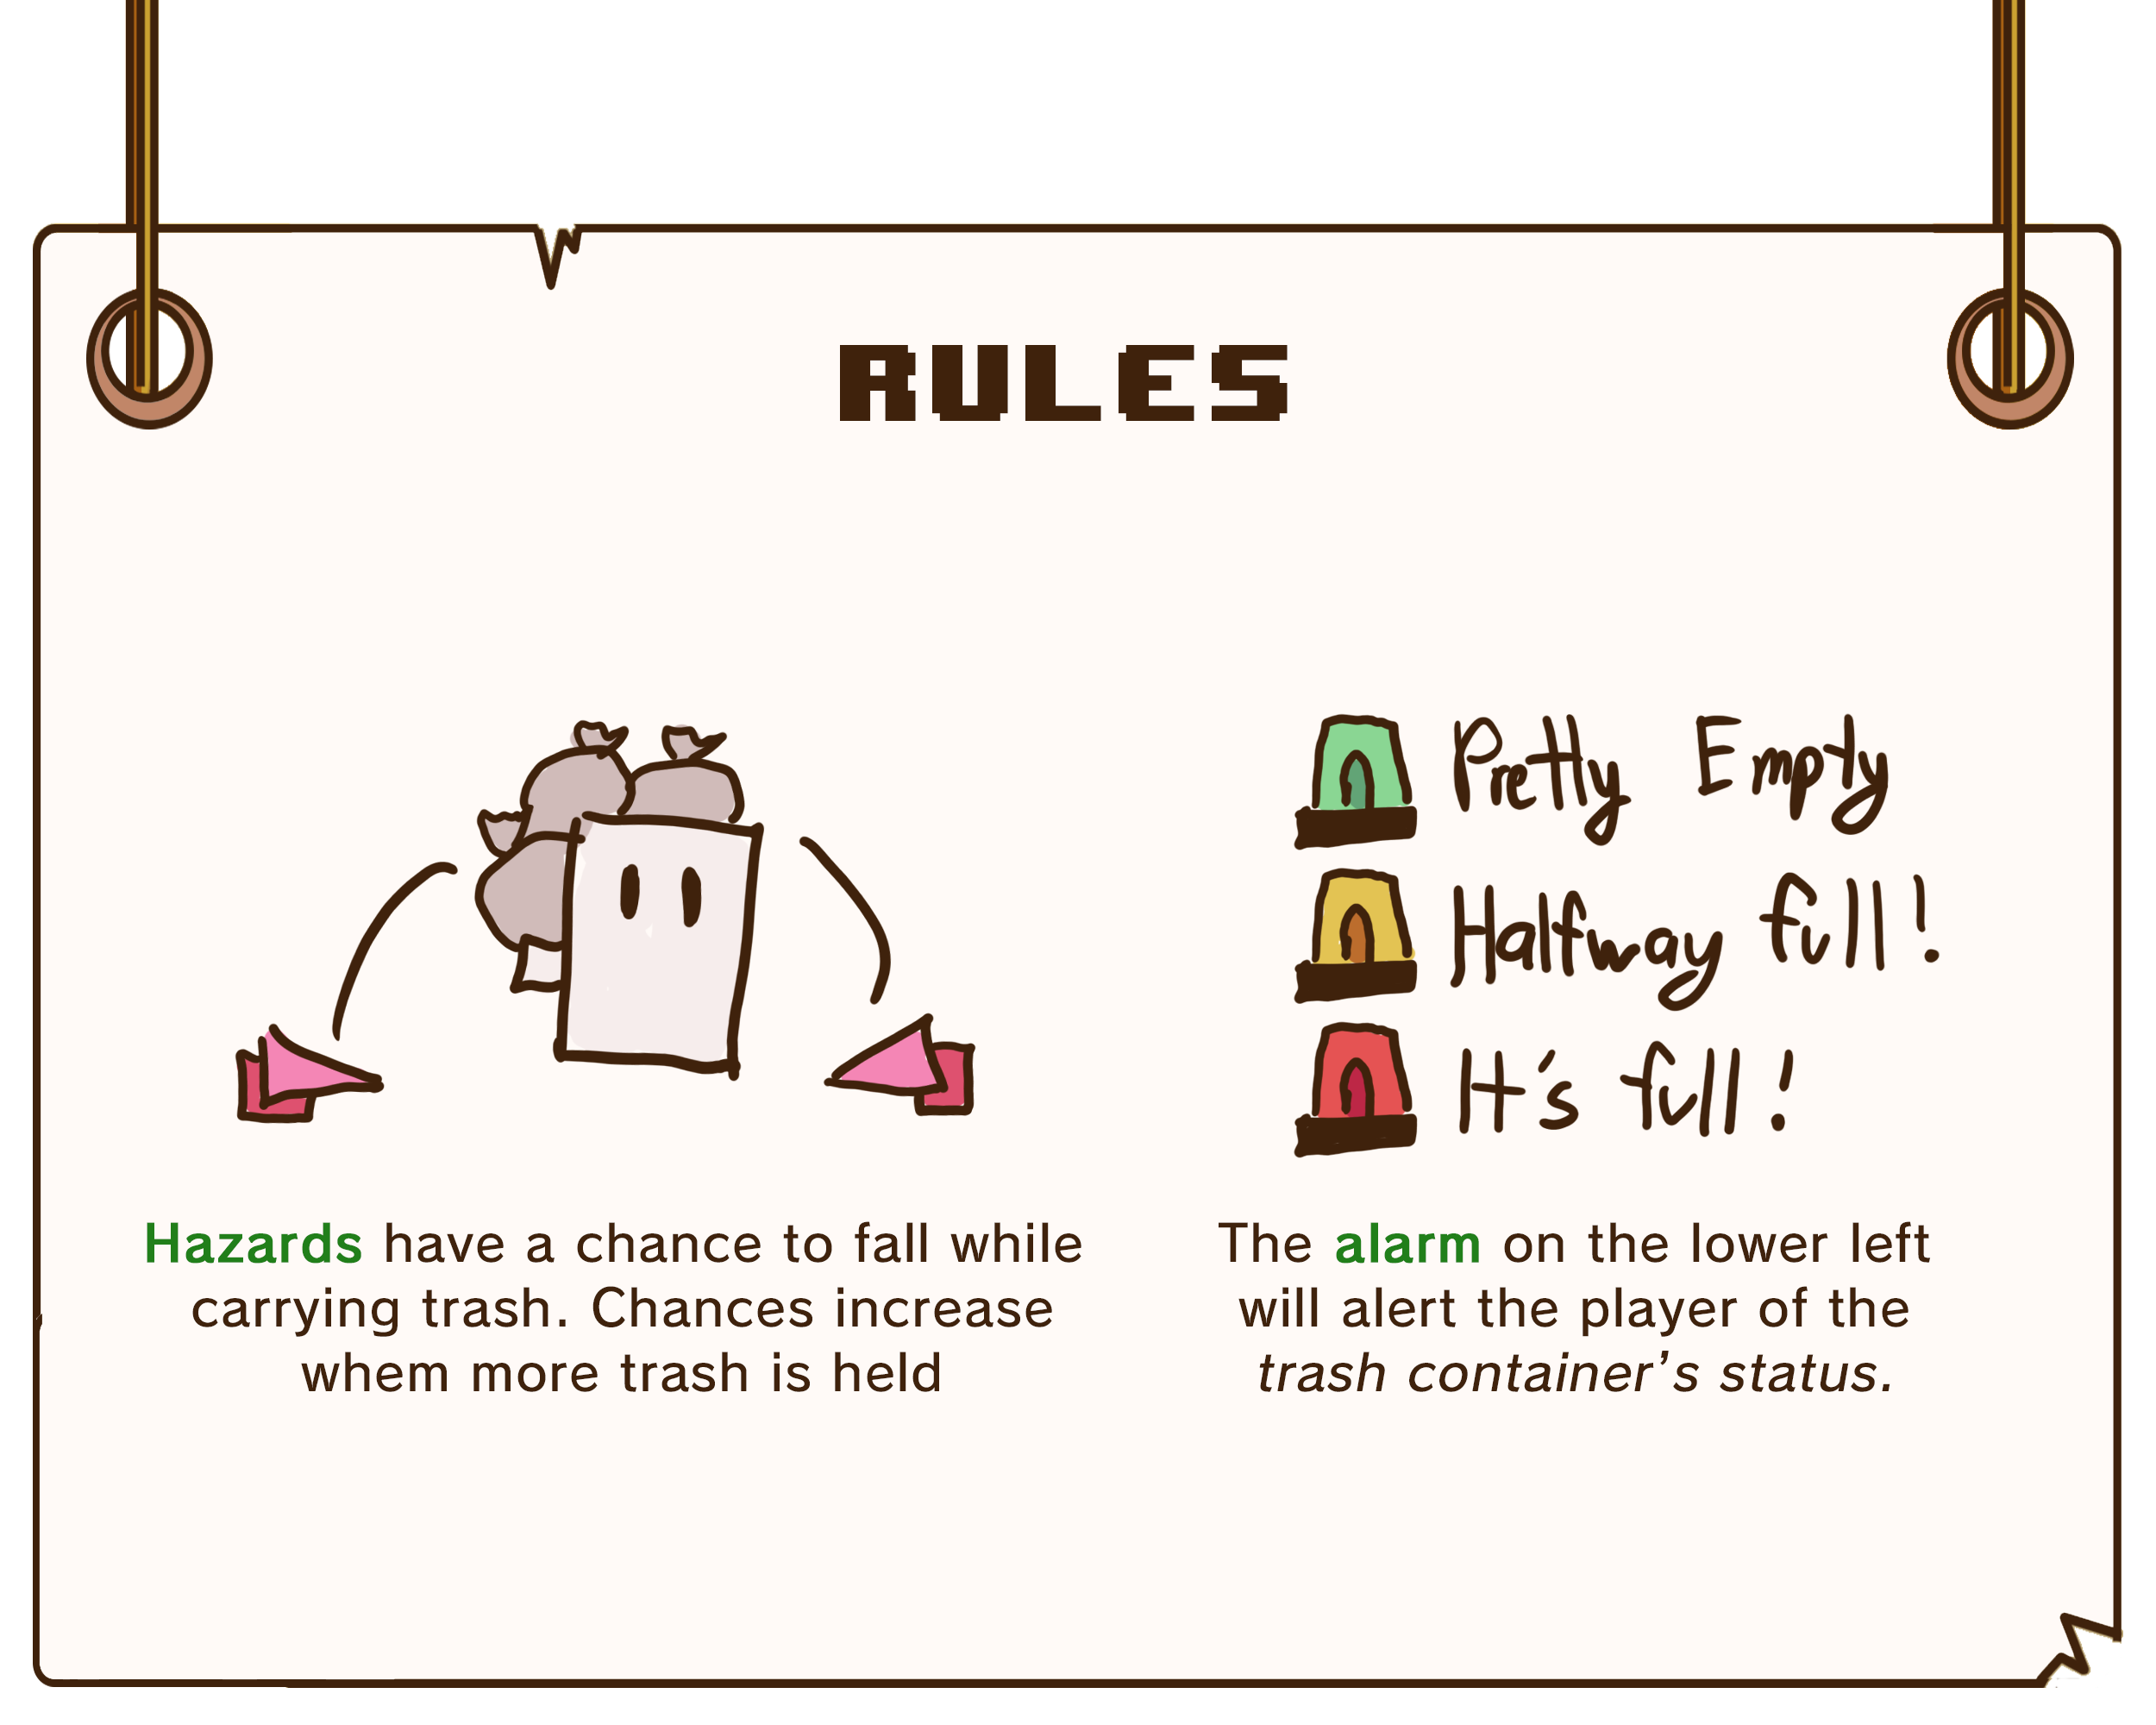 RULES
Pretty Empty
Halfway full!
It's full!
Hazards have a chance to fall while
carrying trash. Chances increase
whem more trash is held
The alarm on the lower left
will alert the player of the
trash container's status.